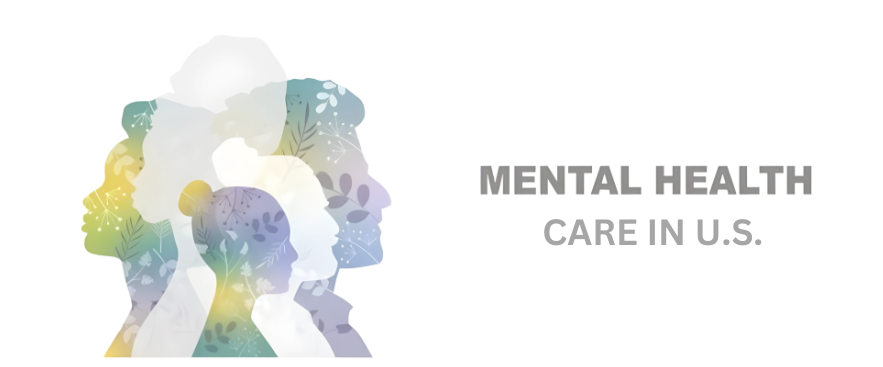 MENTAL HEALTH
CARE IN U.S.